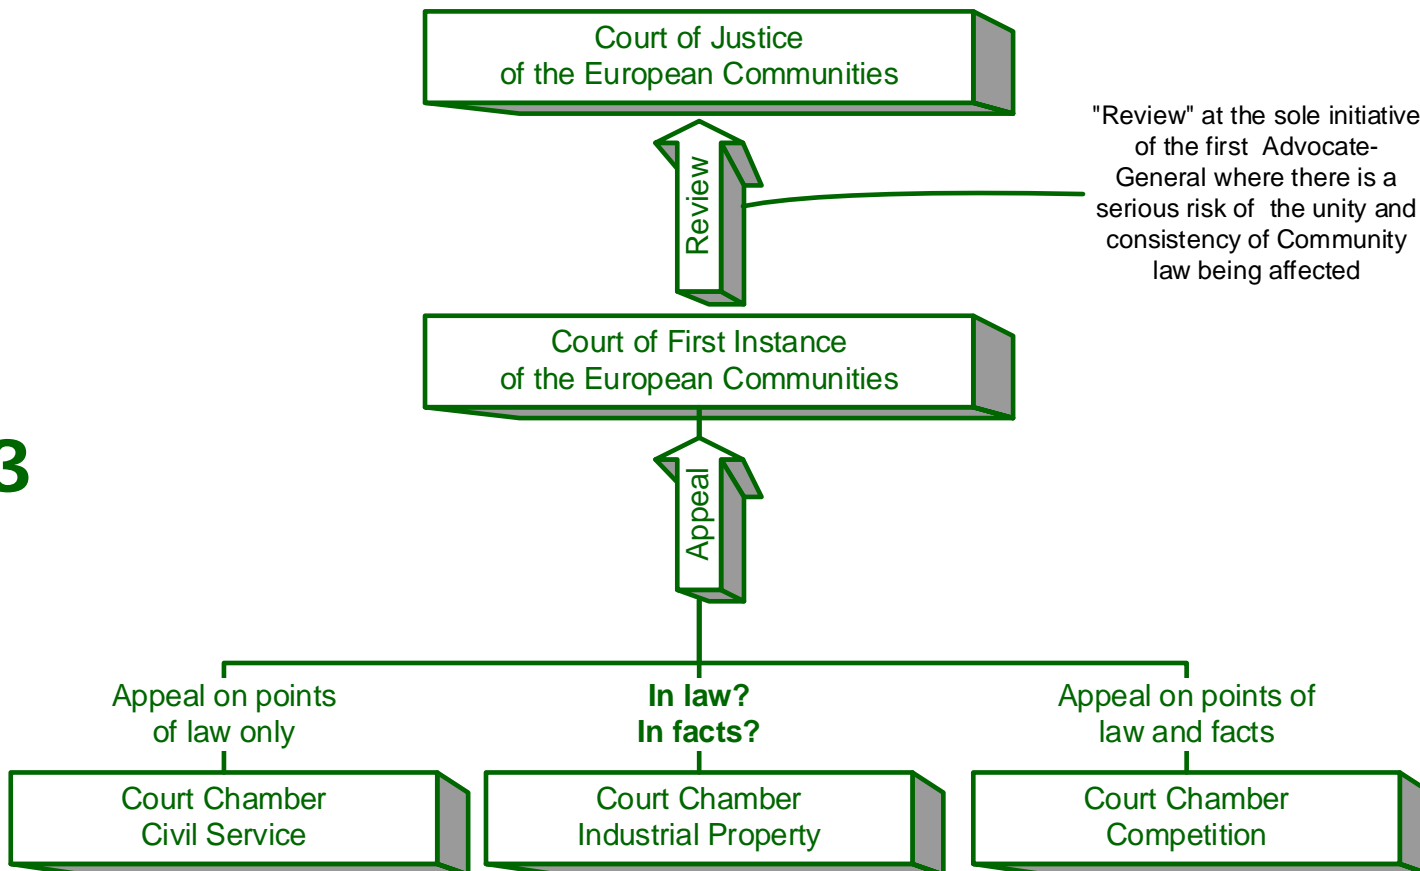 Court of Justice
of the European Communities
"Review" at the sole initiative
of the first Advocate-
General where there is a
serious risk of the unity and
consistency of Community
law being affected
Review
Court of First Instance
of the European Communities
3
Appeal
Appeal on points
of law only
In law?
In facts?
Appeal on points of
law and facts
Court Chamber
Civil Service
Court Chamber
Industrial Property
Court Chamber
Competition